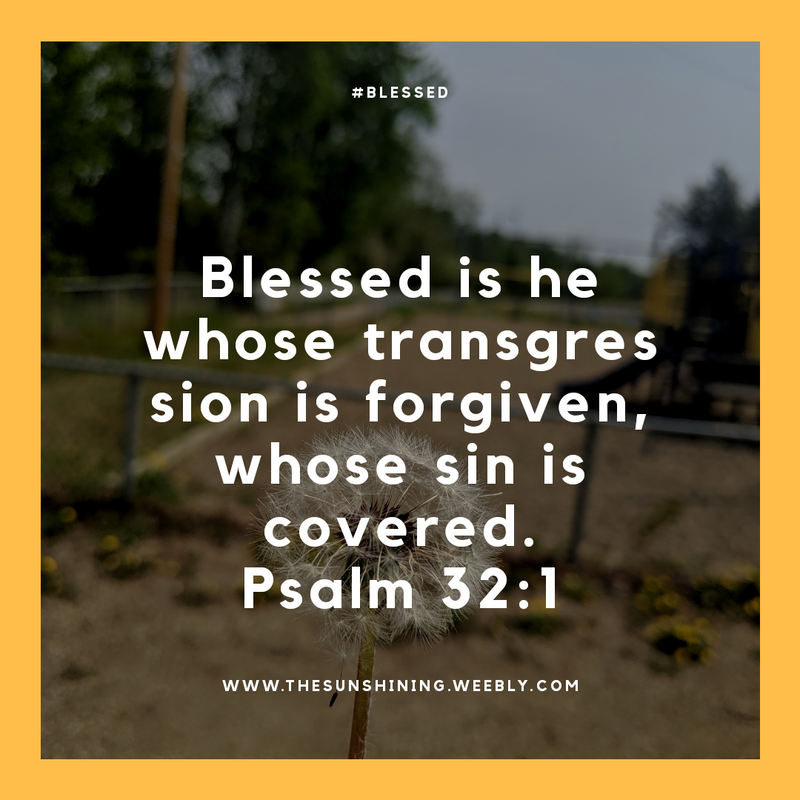 #BLESSED
Blessed is he
whose transgres
sion is forgiven,
whose sin is
covered.
Psalm 32:1
WWW.THESUNSHINING.WEEBLY.COM